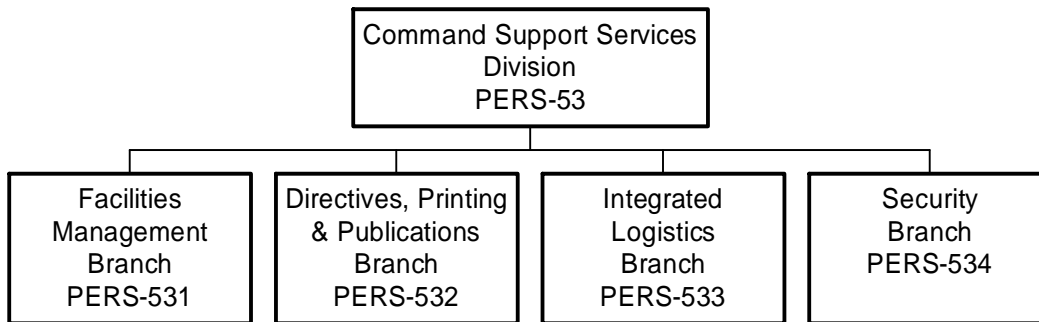 Command Support Services
Division
PERS-53
Facilities
Management
Branch
PERS-531
Directives, Printing
& Publications
Branch
PERS-532
Integrated
Logistics
Branch
PERS-533
Security
Branch
PERS-534